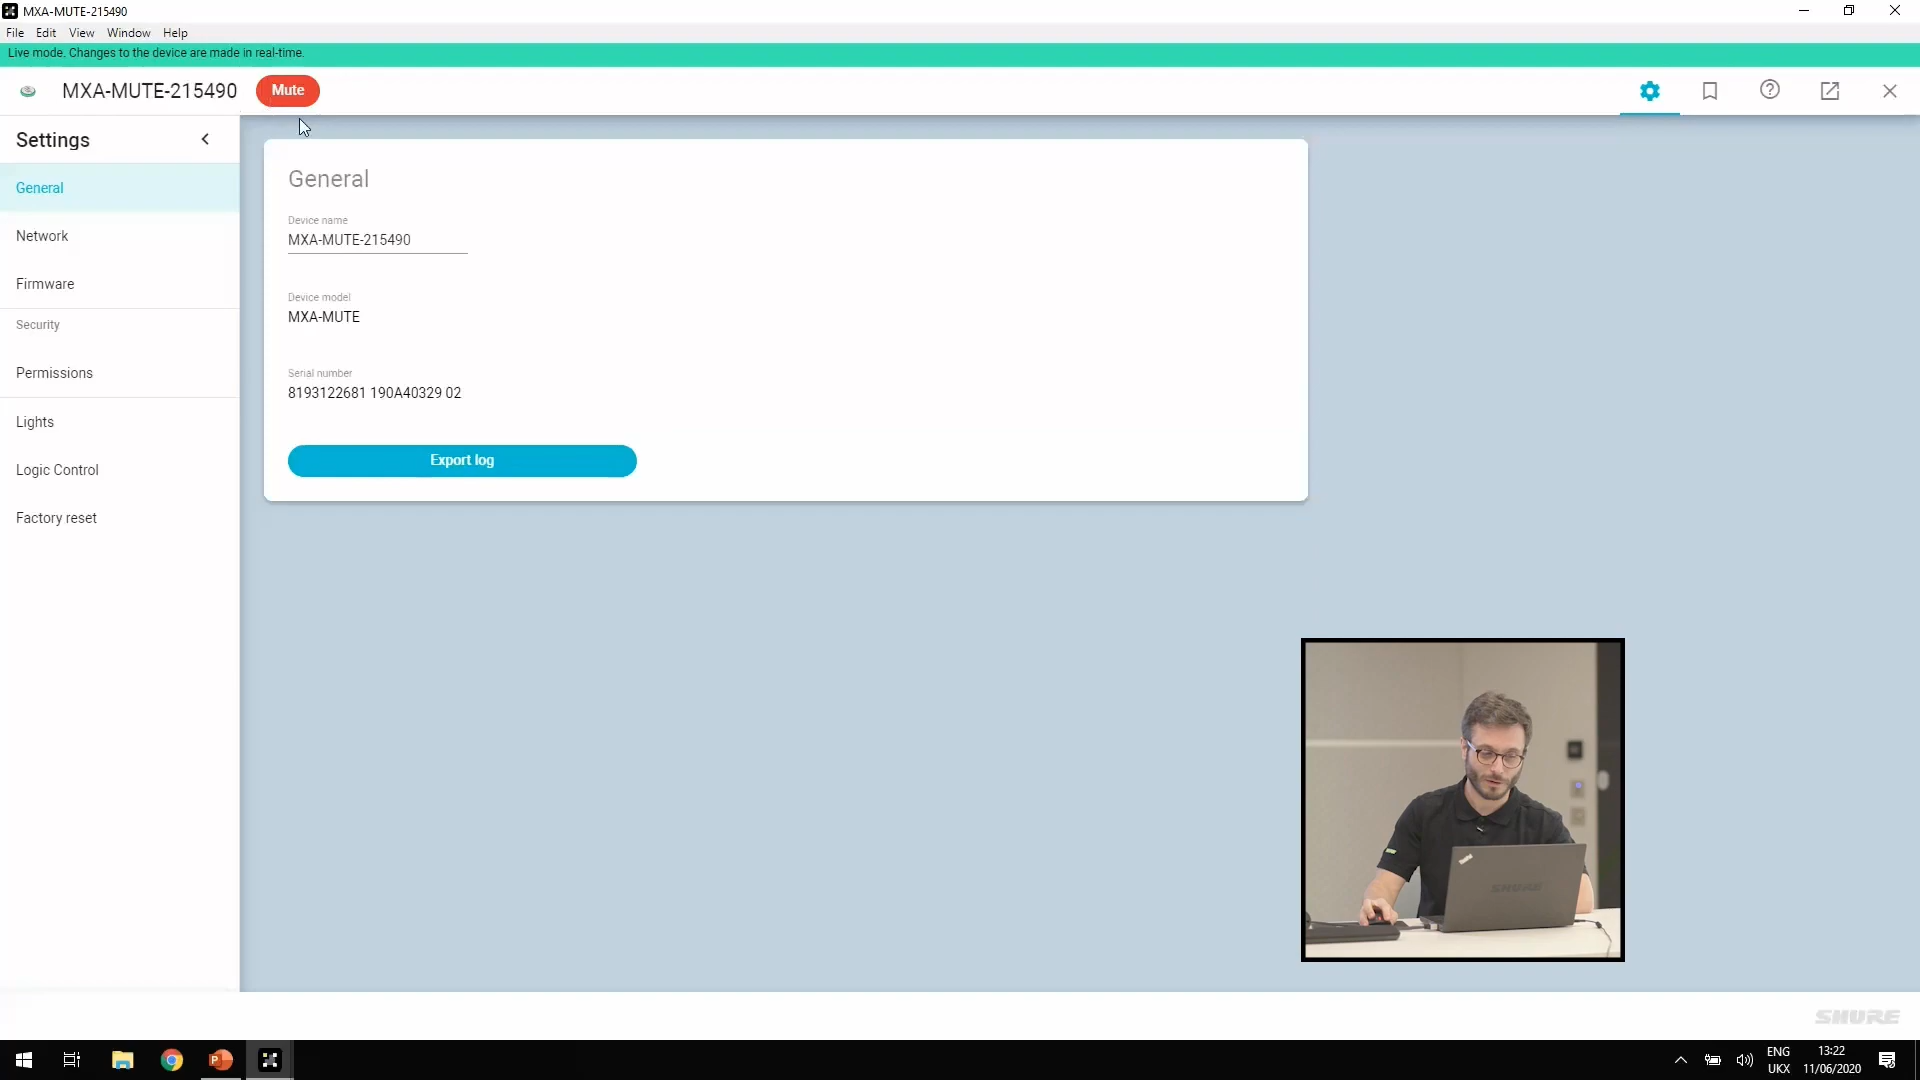 MXA-MUTE-215490
File Edit View Window Help
Live mode. Changes to the device are made in real-time.
MXA-MUTE-215490 Mute
Settings
General
Network
Firmware
Security
Permissions
Lights
Logic Control
Factory reset
General
Device name
MXA-MUTE-215490
Device model
MXA-MUTE
Serial number
8193122681 190A40329 02
Export log
SHURE
SHURE
ENG
UKX
13:22
11/06/2020